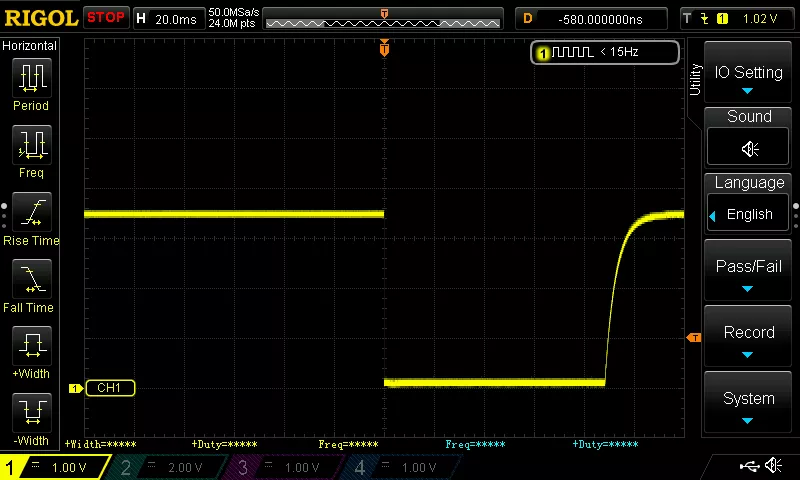 RIGOL STOP H 20.0ms 50.0MSa/s 24.0M pts T D -580.000000ns T 1 1.02 V
Horizontal
Period
Freq
Rise Time
Fall Time
+Width
-Width
T
1 < 15Hz
T
1 CH1
+Width=***** +Duty=***** Freq=***** Freq=***** +Duty=*****
Utility
IO Setting
Sound
Language
English
Pass/Fail
Record
System
1 = 1.00 V 2 = 2.00 V 3 = 1.00 V 4 = 1.00 V